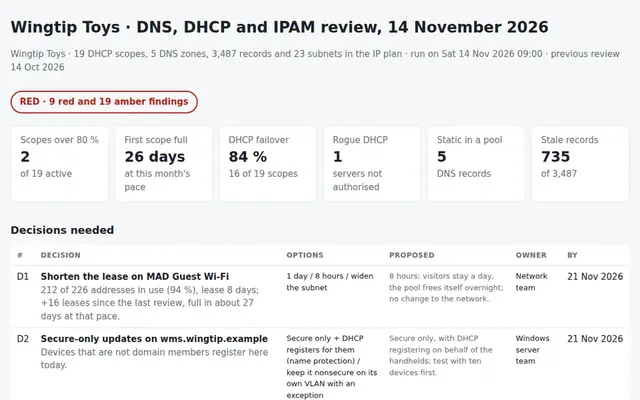 Wingtip Toys · DNS, DHCP and IPAM review, 14 November 2026
Wingtip Toys · 19 DHCP scopes, 5 DNS zones, 3,487 records and 23 subnets in the IP plan · run on Sat 14 Nov 2026 09:00 · previous review
14 Oct 2026
RED · 9 red and 19 amber findings
Scopes over 80 %
2
of 19 active
First scope full
26 days
at this month's
pace
DHCP failover
84 %
16 of 19 scopes
Rogue DHCP
1
servers not
authorised
Static in a pool
5
DNS records
Stale records
735
of 3,487
Decisions needed
# DECISION OPTIONS PROPOSED OWNER BY
D1
Shorten the lease on MAD Guest Wi-Fi
212 of 226 addresses in use (94 %), lease 8 days;
+16 leases since the last review, full in about 27
days at that pace.
1 day / 8 hours / widen
the subnet
8 hours: visitors stay a day,
the pool frees itself overnight;
no change to the network.
Network
team
21 Nov 2026
D2
Secure-only updates on wms.wingtip.example
Devices that are not domain members register here
today.
Secure only + DHCP
registers for them
(name protection) /
keep it nonsecure on its
own VLAN with an
exception
Secure only, with DHCP
registering on behalf of the
handhelds; test with ten
devices first.
Windows
server
team
21 Nov 2026